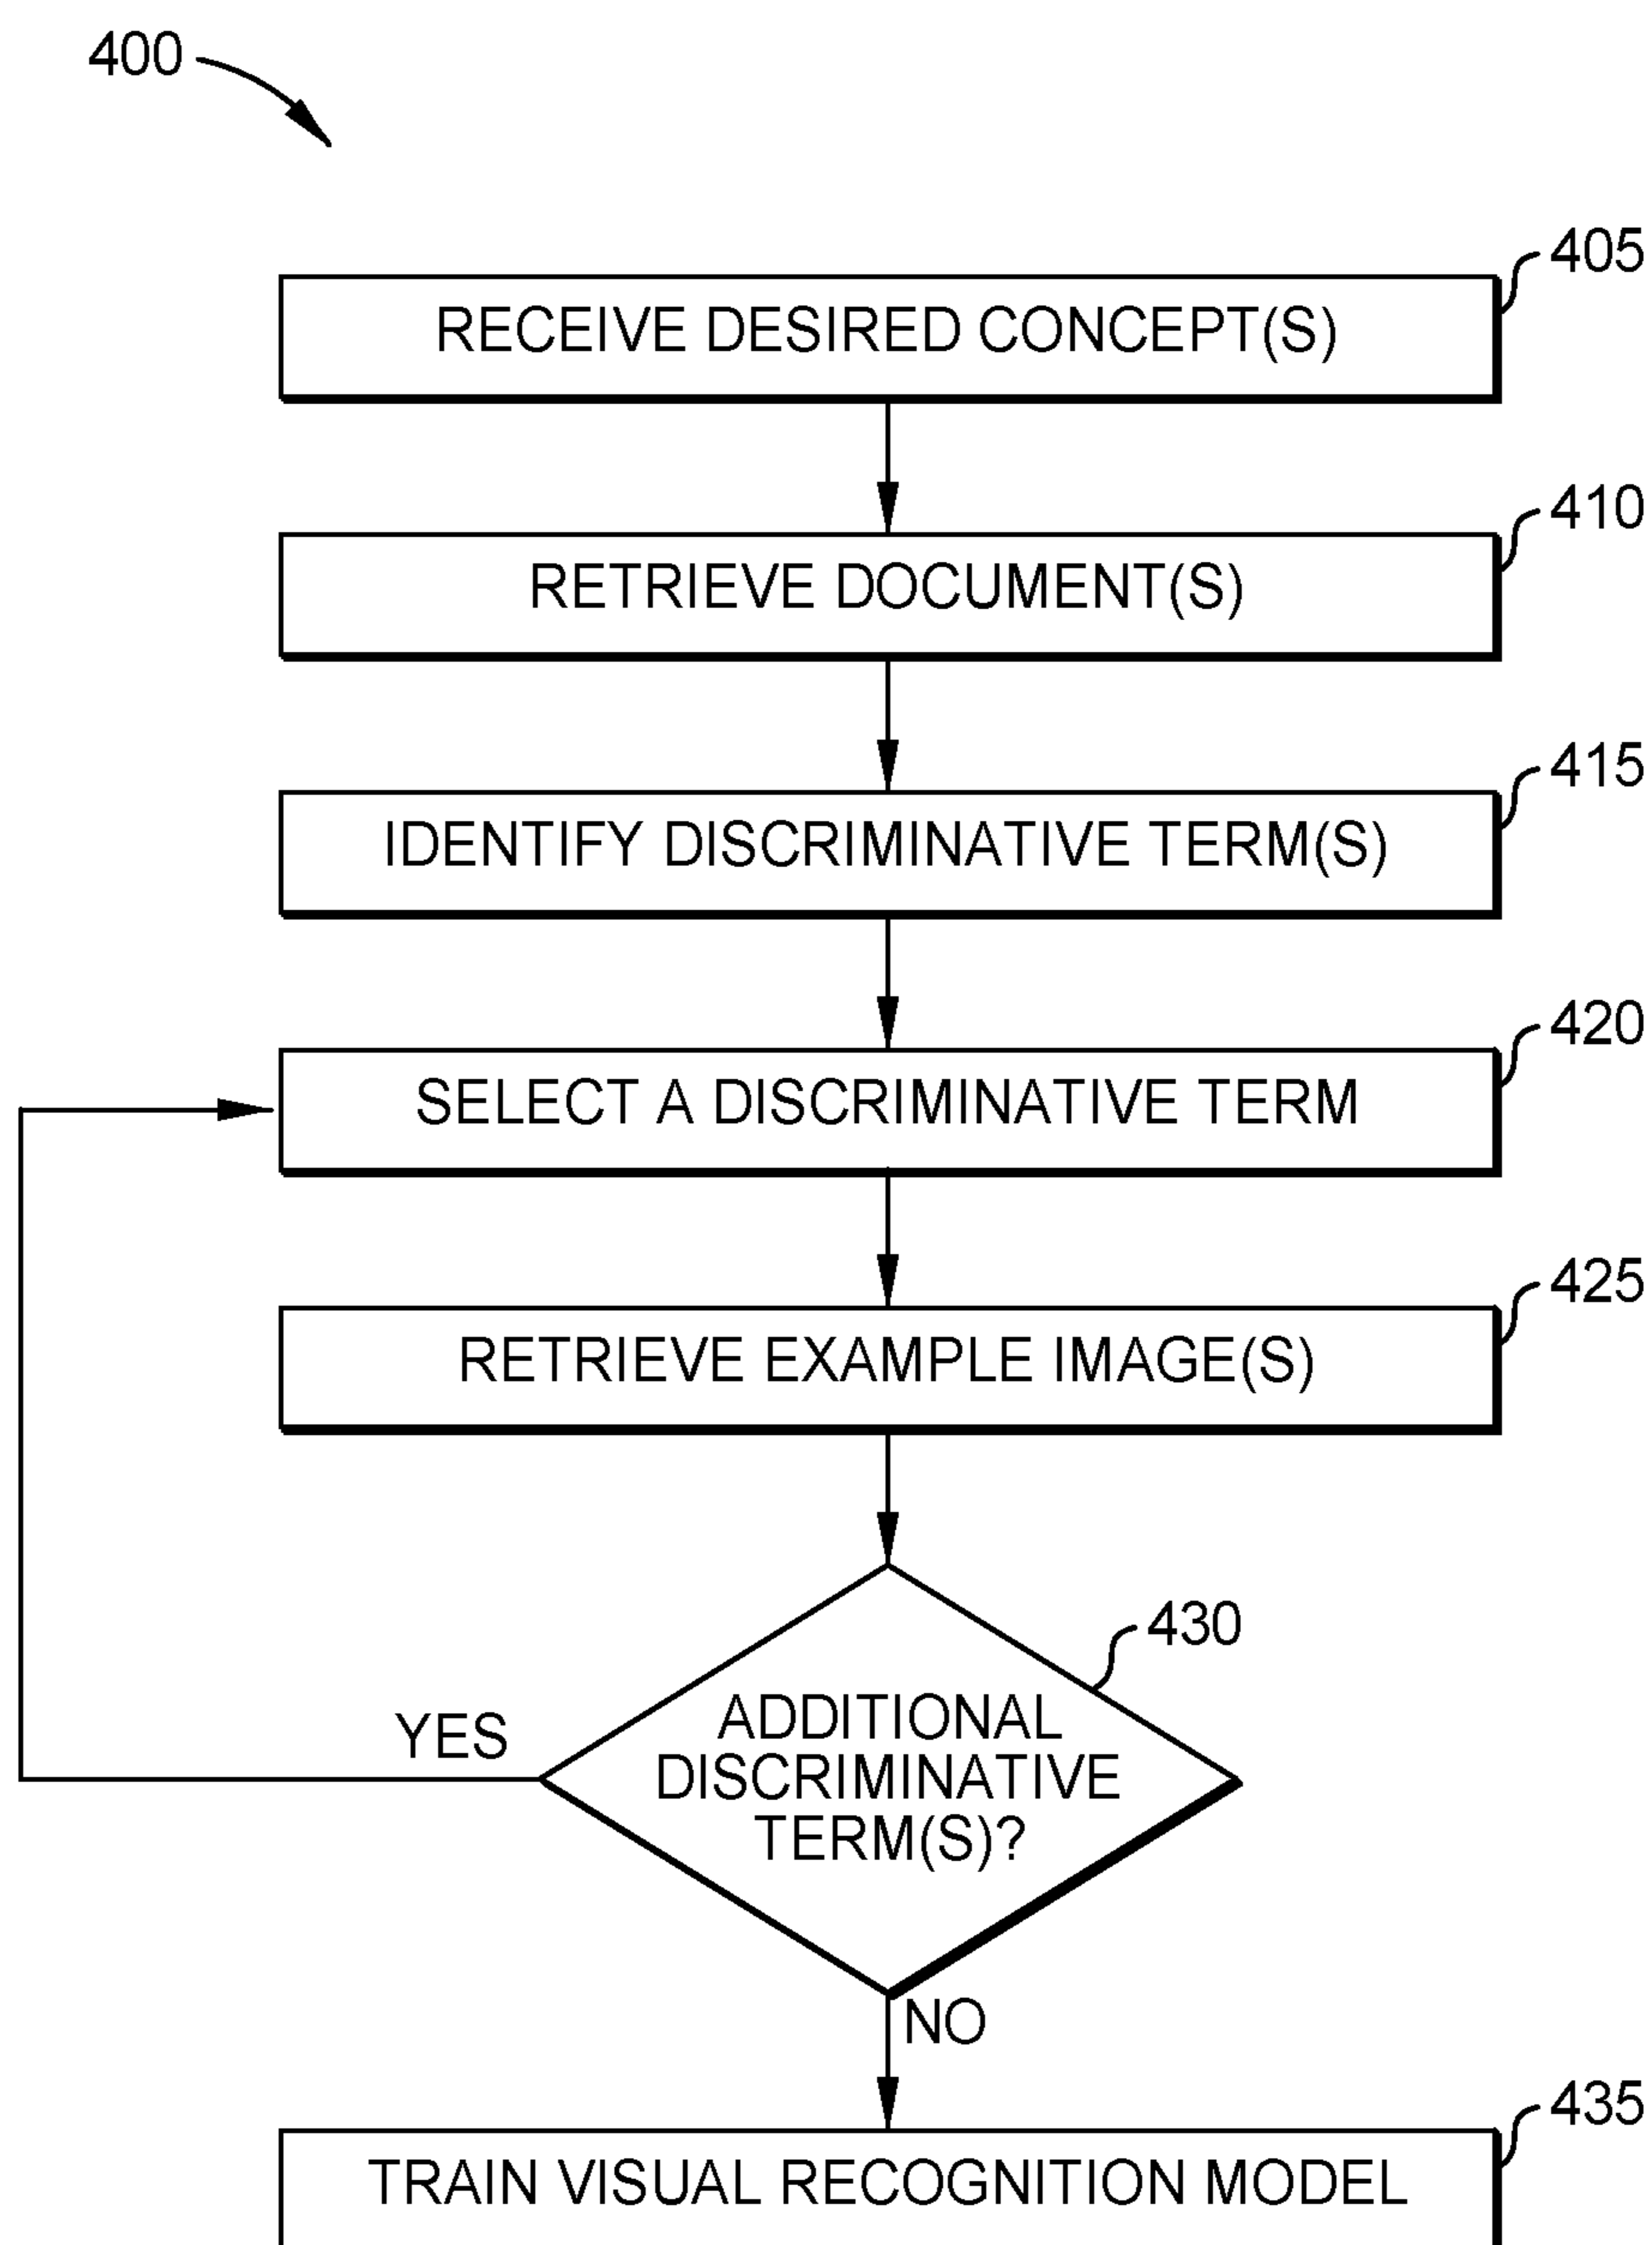 400
405
RECEIVE DESIRED CONCEPT(S)
410
RETRIEVE DOCUMENT(S)
415
IDENTIFY DISCRIMINATIVE TERM(S)
420
SELECT A DISCRIMINATIVE TERM
425
RETRIEVE EXAMPLE IMAGE(S)
430
ADDITIONAL
DISCRIMINATIVE
TERM(S)?
YES
NO
435
TRAIN VISUAL RECOGNITION MODEL